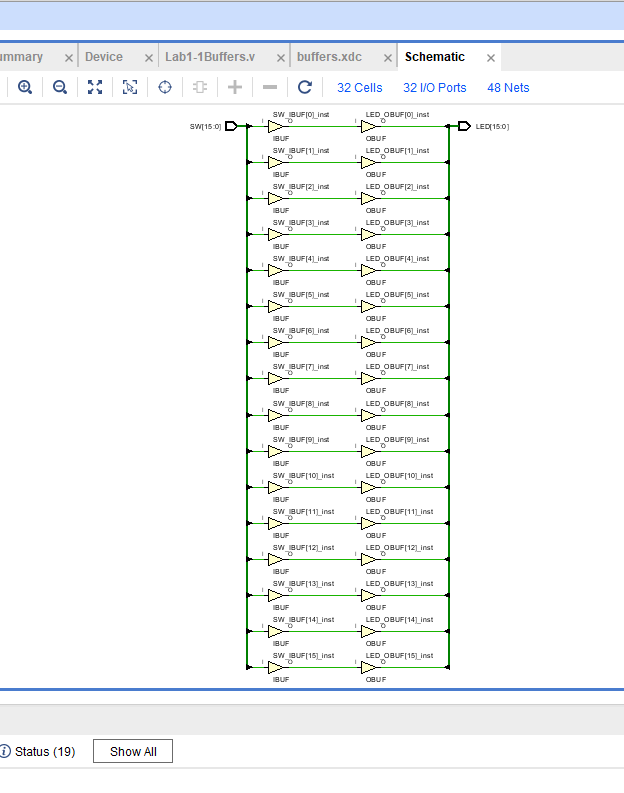 ummary × Device × Lab1-1Buffers.v × buffers.xdc × Schematic ×
32 Cells 32 I/O Ports 48 Nets
SW_IBUF[0]_inst LED_OBUF[0]_inst
SW[15:0] I O I O LED[15:0]
IBUF OBUF
SW_IBUF[1]_inst LED_OBUF[1]_inst
I O I O
IBUF OBUF
SW_IBUF[2]_inst LED_OBUF[2]_inst
I O I O
IBUF OBUF
SW_IBUF[3]_inst LED_OBUF[3]_inst
I O I O
IBUF OBUF
SW_IBUF[4]_inst LED_OBUF[4]_inst
I O I O
IBUF OBUF
SW_IBUF[5]_inst LED_OBUF[5]_inst
I O I O
IBUF OBUF
SW_IBUF[6]_inst LED_OBUF[6]_inst
I O I O
IBUF OBUF
SW_IBUF[7]_inst LED_OBUF[7]_inst
I O I O
IBUF OBUF
SW_IBUF[8]_inst LED_OBUF[8]_inst
I O I O
IBUF OBUF
SW_IBUF[9]_inst LED_OBUF[9]_inst
I O I O
IBUF OBUF
SW_IBUF[10]_inst LED_OBUF[10]_inst
I O I O
IBUF OBUF
SW_IBUF[11]_inst LED_OBUF[11]_inst
I O I O
IBUF OBUF
SW_IBUF[12]_inst LED_OBUF[12]_inst
I O I O
IBUF OBUF
SW_IBUF[13]_inst LED_OBUF[13]_inst
I O I O
IBUF OBUF
SW_IBUF[14]_inst LED_OBUF[14]_inst
I O I O
IBUF OBUF
SW_IBUF[15]_inst LED_OBUF[15]_inst
I O I O
IBUF OBUF
Status (19) Show All